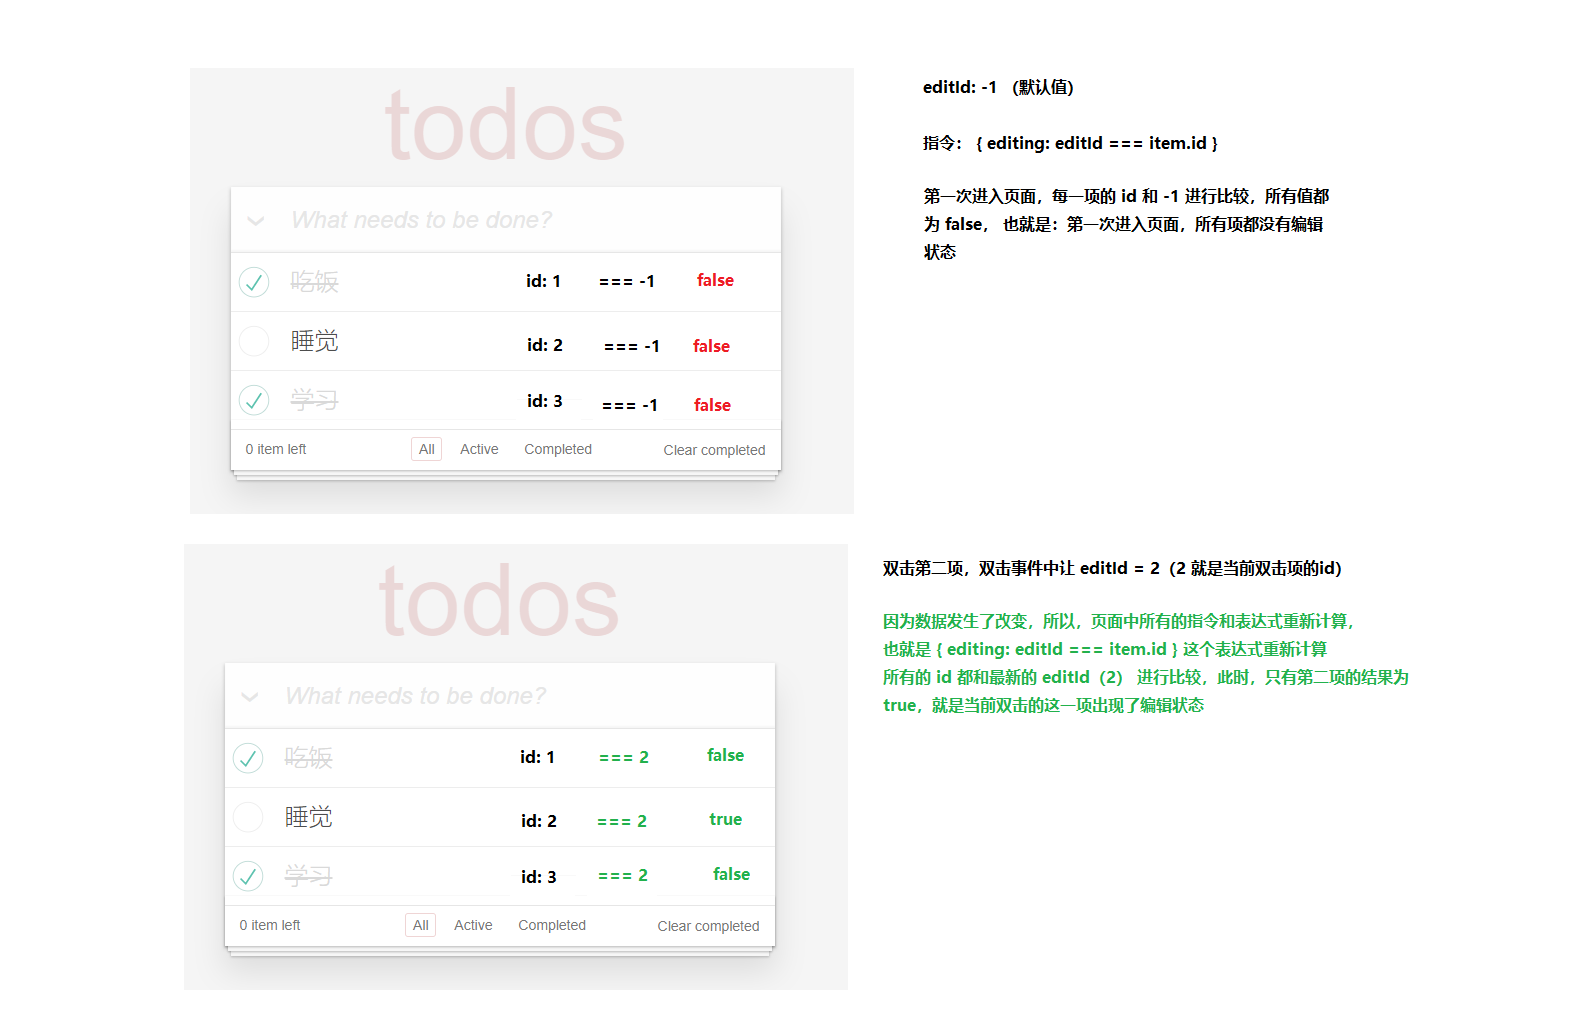 todos
What needs to be done?
吃饭 id: 1 === -1 false
睡觉 id: 2 === -1 false
学习 id: 3 === -1 false
0 item left All Active Completed Clear completed
editId: -1 （默认值）
指令： { editing: editId === item.id }
第一次进入页面，每一项的 id 和 -1 进行比较，所有值都
为 false， 也就是：第一次进入页面，所有项都没有编辑
状态
todos
What needs to be done?
吃饭 id: 1 === 2 false
睡觉 id: 2 === 2 true
学习 id: 3 === 2 false
0 item left All Active Completed Clear completed
双击第二项，双击事件中让 editId = 2（2 就是当前双击项的id）
因为数据发生了改变，所以，页面中所有的指令和表达式重新计算，
也就是 { editing: editId === item.id } 这个表达式重新计算
所有的 id 都和最新的 editId（2） 进行比较，此时，只有第二项的结果为
true，就是当前双击的这一项出现了编辑状态